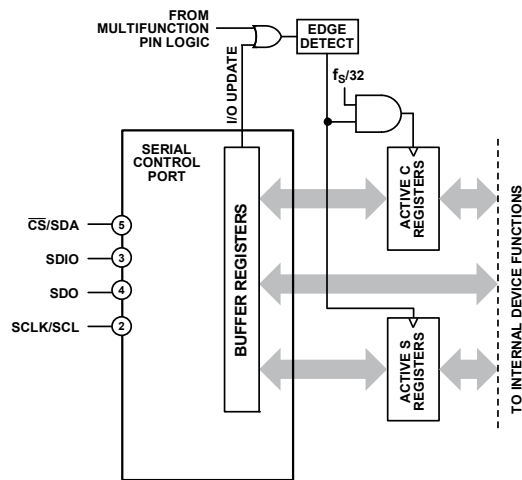 FROM
MULTIFUNCTION
PIN LOGIC
EDGE
DETECT
I/O UPDATE
fS/32
SERIAL
CONTROL
PORT
BUFFER REGISTERS
ACTIVE C
REGISTERS
CS/SDA
5
SDIO
3
SDO
4
SCLK/SCL
2
ACTIVE S
REGISTERS
TO INTERNAL DEVICE FUNCTIONS